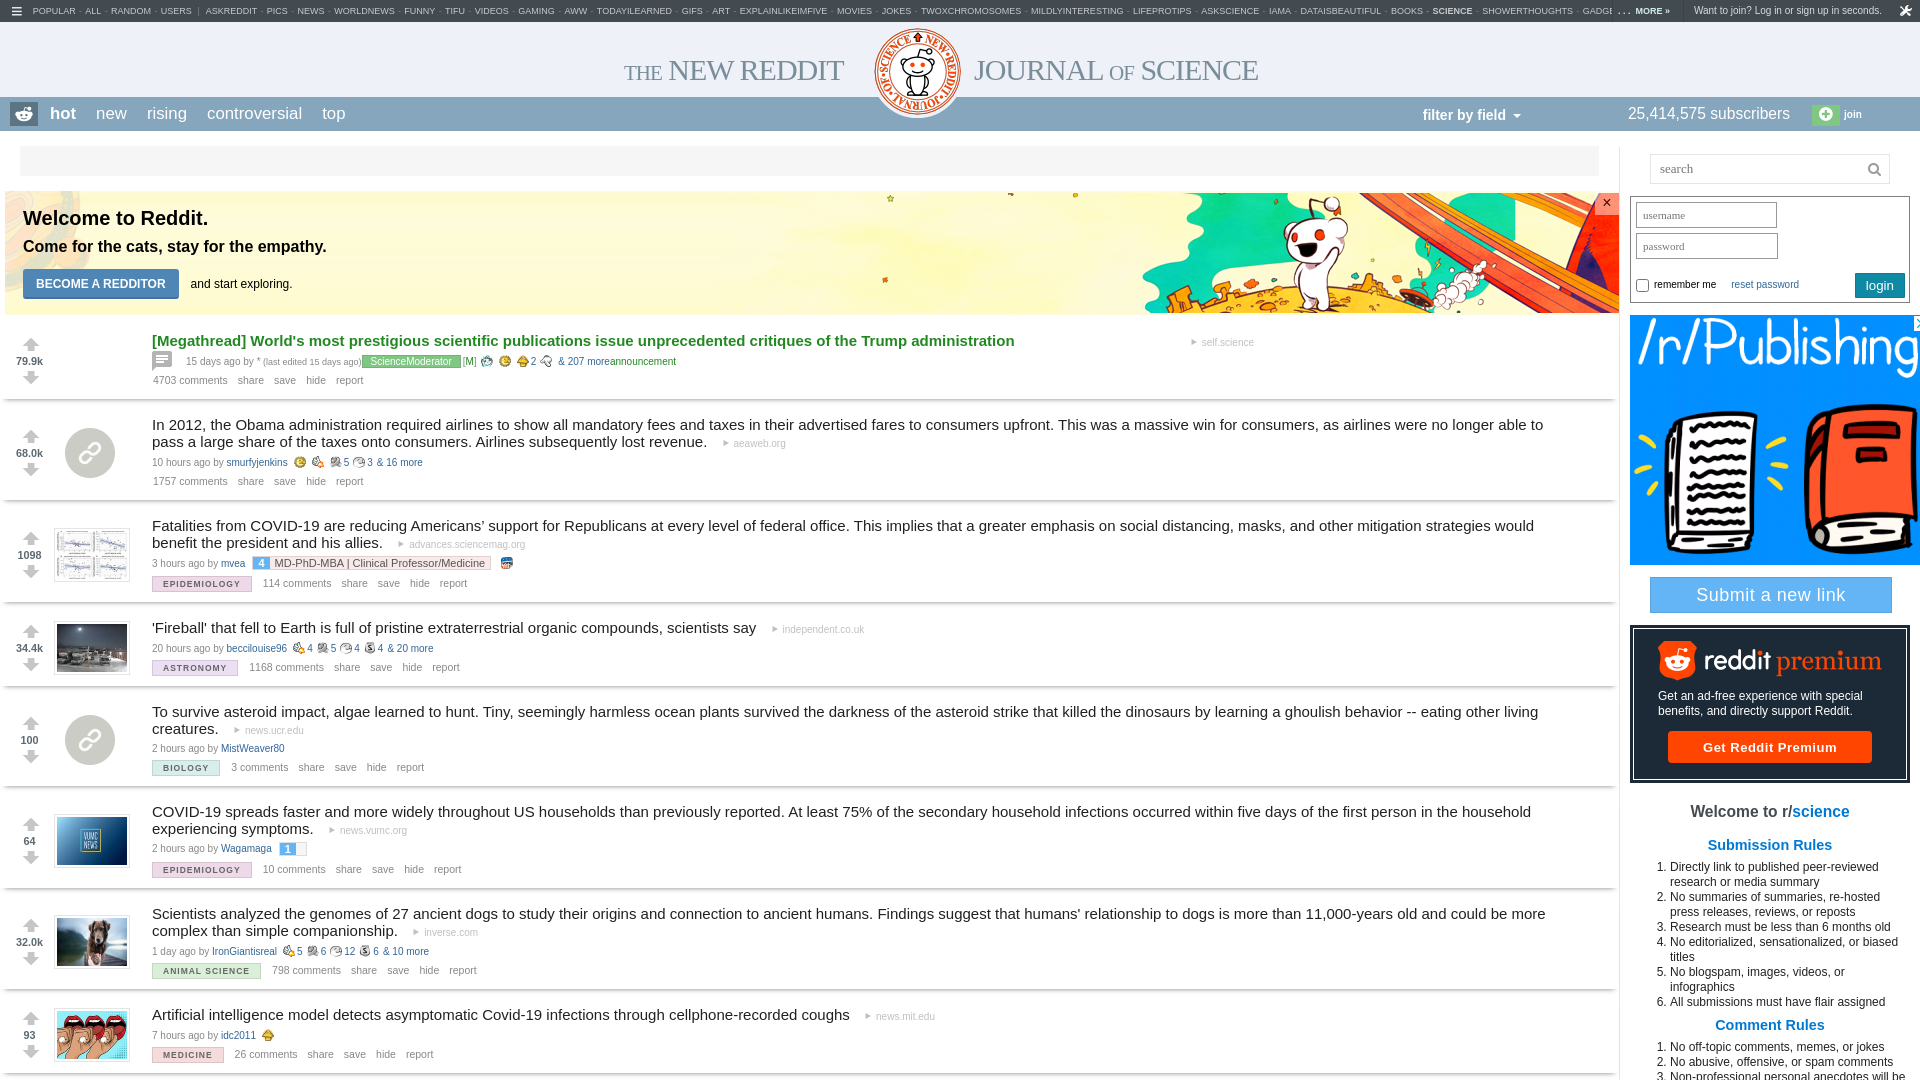 POPULAR - ALL - RANDOM - USERS | ASKREDDIT - PICS - NEWS - WORLDNEWS - FUNNY - TIFU - VIDEOS - GAMING - AWW - TODAYILEARNED - GIFS - ART - EXPLAINLIKEIMFIVE - MOVIES - JOKES - TWOXCHROMOSOMES - MILDLYINTERESTING - LIFEPROTIPS - ASKSCIENCE - IAMA - DATAISBEAUTIFUL - BOOKS - SCIENCE - SHOWERTHOUGHTS - GADGE ... MORE » Want to join? Log in or sign up in seconds.
THE NEW REDDIT JOURNAL OF SCIENCE
NEW·REDDIT·JOURNAL·OF·SCIENCE
hot new rising controversial top filter by field 25,414,575 subscribers join
search
Welcome to Reddit.
Come for the cats, stay for the empathy.
BECOME A REDDITOR and start exploring.
×
username
password
remember me reset password login
[Megathread] World's most prestigious scientific publications issue unprecedented critiques of the Trump administration self.science
79.9k
15 days ago by * (last edited 15 days ago) ScienceModerator [M] 2 & 207 more announcement
4703 comments share save hide report
In 2012, the Obama administration required airlines to show all mandatory fees and taxes in their advertised fares to consumers upfront. This was a massive win for consumers, as airlines were no longer able to
pass a large share of the taxes onto consumers. Airlines subsequently lost revenue. aeaweb.org
68.0k
10 hours ago by smurfyjenkins 5 3 & 16 more
1757 comments share save hide report
Fatalities from COVID-19 are reducing Americans’ support for Republicans at every level of federal office. This implies that a greater emphasis on social distancing, masks, and other mitigation strategies would
benefit the president and his allies. advances.sciencemag.org
1098
3 hours ago by mvea 4 MD-PhD-MBA | Clinical Professor/Medicine
EPIDEMIOLOGY 114 comments share save hide report
'Fireball' that fell to Earth is full of pristine extraterrestrial organic compounds, scientists say independent.co.uk
34.4k
20 hours ago by beccilouise96 4 5 4 4 & 20 more
ASTRONOMY 1168 comments share save hide report
To survive asteroid impact, algae learned to hunt. Tiny, seemingly harmless ocean plants survived the darkness of the asteroid strike that killed the dinosaurs by learning a ghoulish behavior -- eating other living
creatures. news.ucr.edu
100
2 hours ago by MistWeaver80
BIOLOGY 3 comments share save hide report
COVID-19 spreads faster and more widely throughout US households than previously reported. At least 75% of the secondary household infections occurred within five days of the first person in the household
experiencing symptoms. news.vumc.org
64
VUMC
NEWS
2 hours ago by Wagamaga 1
EPIDEMIOLOGY 10 comments share save hide report
Scientists analyzed the genomes of 27 ancient dogs to study their origins and connection to ancient humans. Findings suggest that humans' relationship to dogs is more than 11,000-years old and could be more
complex than simple companionship. inverse.com
32.0k
1 day ago by IronGiantisreal 5 6 12 6 & 10 more
ANIMAL SCIENCE 798 comments share save hide report
Artificial intelligence model detects asymptomatic Covid-19 infections through cellphone-recorded coughs news.mit.edu
93
7 hours ago by idc2011
MEDICINE 26 comments share save hide report
/r/Publishing
Submit a new link
reddit premium
Get an ad-free experience with special
benefits, and directly support Reddit.
Get Reddit Premium
Welcome to r/science
Submission Rules
1. Directly link to published peer-reviewed
research or media summary
2. No summaries of summaries, re-hosted
press releases, reviews, or reposts
3. Research must be less than 6 months old
4. No editorialized, sensationalized, or biased
titles
5. No blogspam, images, videos, or
infographics
6. All submissions must have flair assigned
Comment Rules
1. No off-topic comments, memes, or jokes
2. No abusive, offensive, or spam comments
3. Non-professional personal anecdotes will be